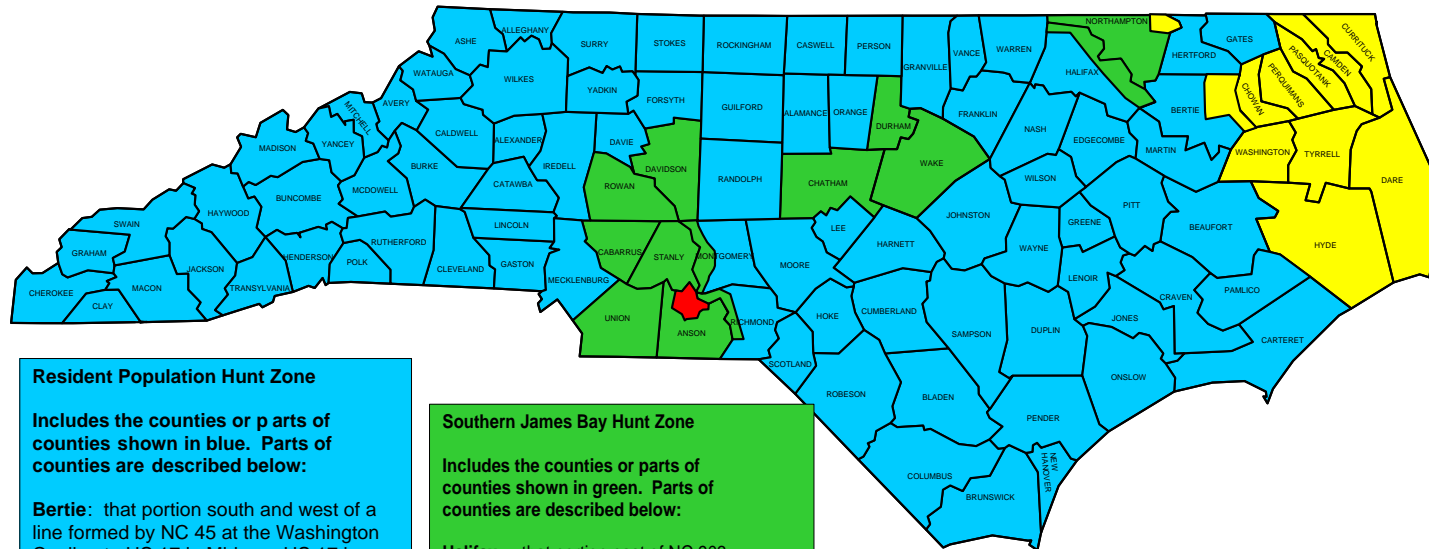 ALLEGHANY
ASHE
SURRY
STOKES
ROCKINGHAM
CASWELL
PERSON
GRANVILLE
VANCE
WARREN
NORTHAMPTON
HERTFORD
GATES
CURRITUCK
CAMDEN
PASQUOTANK
PERQUIMANS
CHOWAN
WATAUGA
WILKES
YADKIN
FORSYTH
GUILFORD
ALAMANCE
ORANGE
DURHAM
FRANKLIN
HALIFAX
BERTIE
MITCHELL
AVERY
CALDWELL
ALEXANDER
DAVIE
IREDELL
DAVIDSON
RANDOLPH
CHATHAM
WAKE
NASH
EDGECOMBE
MARTIN
WASHINGTON
TYRRELL
DARE
MADISON
YANCEY
BURKE
MCDOWELL
CATAWBA
ROWAN
WILSON
PITT
BUNCOMBE
HAYWOOD
SWAIN
GRAHAM
JACKSON
HENDERSON
POLK
RUTHERFORD
CLEVELAND
LINCOLN
GASTON
CABARRUS
STANLY
MONTGOMERY
MOORE
LEE
HARNETT
JOHNSTON
WAYNE
GREENE
BEAUFORT
HYDE
CHEROKEE
CLAY
MACON
TRANSYLVANIA
MECKLENBURG
UNION
ANSON
RICHMOND
HOKE
CUMBERLAND
SAMPSON
DUPLIN
LENOIR
JONES
CRAVEN
PAMLICO
CARTERET
SCOTLAND
ROBESON
BLADEN
PENDER
ONSLOW
COLUMBUS
BRUNSWICK
NEW HANOVER
Resident Population Hunt Zone
Includes the counties or p arts of
counties shown in blue. Parts of
counties are described below:
Bertie: that portion south and west of a
line formed by NC 45 at the Washington
Southern James Bay Hunt Zone
Includes the counties or parts of
counties shown in green. Parts of
counties are described below: